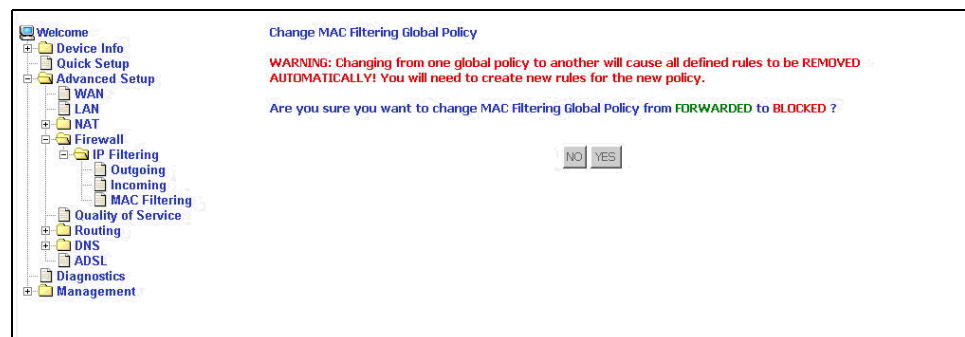 Welcome
Device Info
Quick Setup
Advanced Setup
WAN
LAN
NAT
Firewall
IP Filtering
Outgoing
Incoming
MAC Filtering
Quality of Service
Routing
DNS
ADSL
Diagnostics
Management
Change MAC Filtering Global Policy
WARNING: Changing from one global policy to another will cause all defined rules to be REMOVED
AUTOMATICALLY! You will need to create new rules for the new policy.
Are you sure you want to change MAC Filtering Global Policy from FORWARDED to BLOCKED ?
NO YES